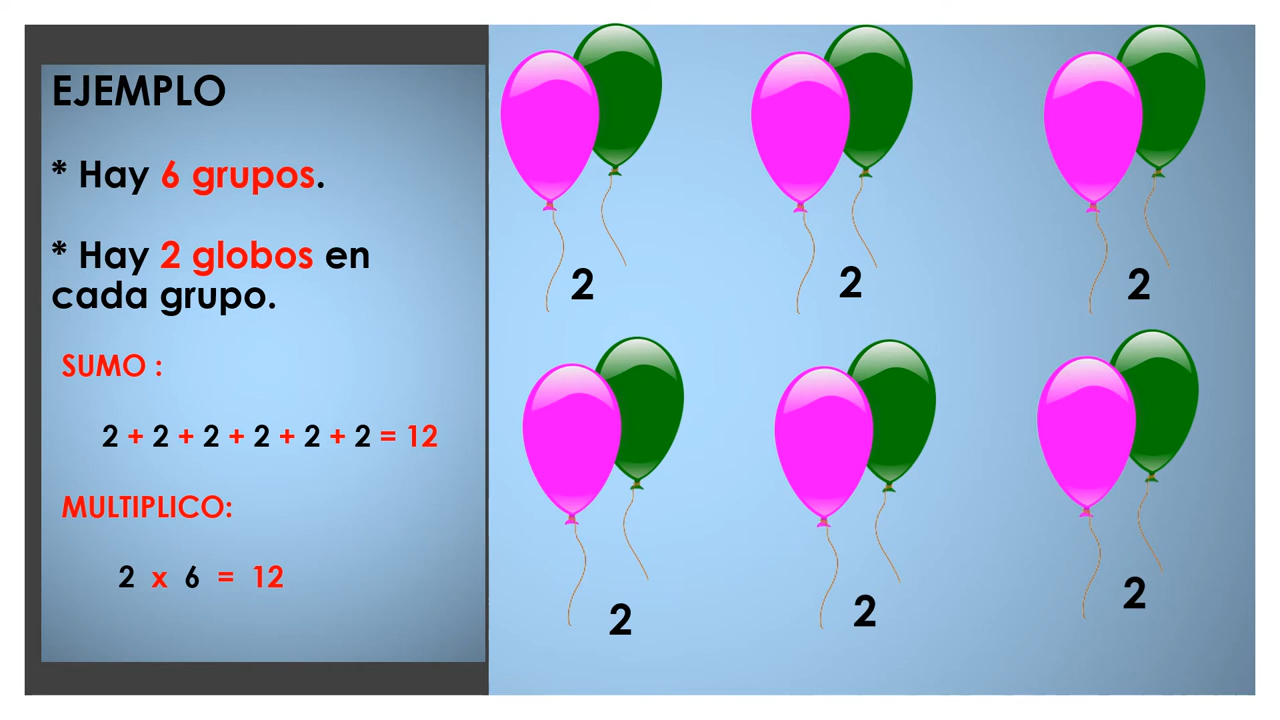 EJEMPLO
* Hay 6 grupos.
* Hay 2 globos en
cada grupo.
SUMO :
2 + 2 + 2 + 2 + 2 + 2 = 12
MULTIPLICO:
2 x 6 = 12
2
2
2
2
2
2